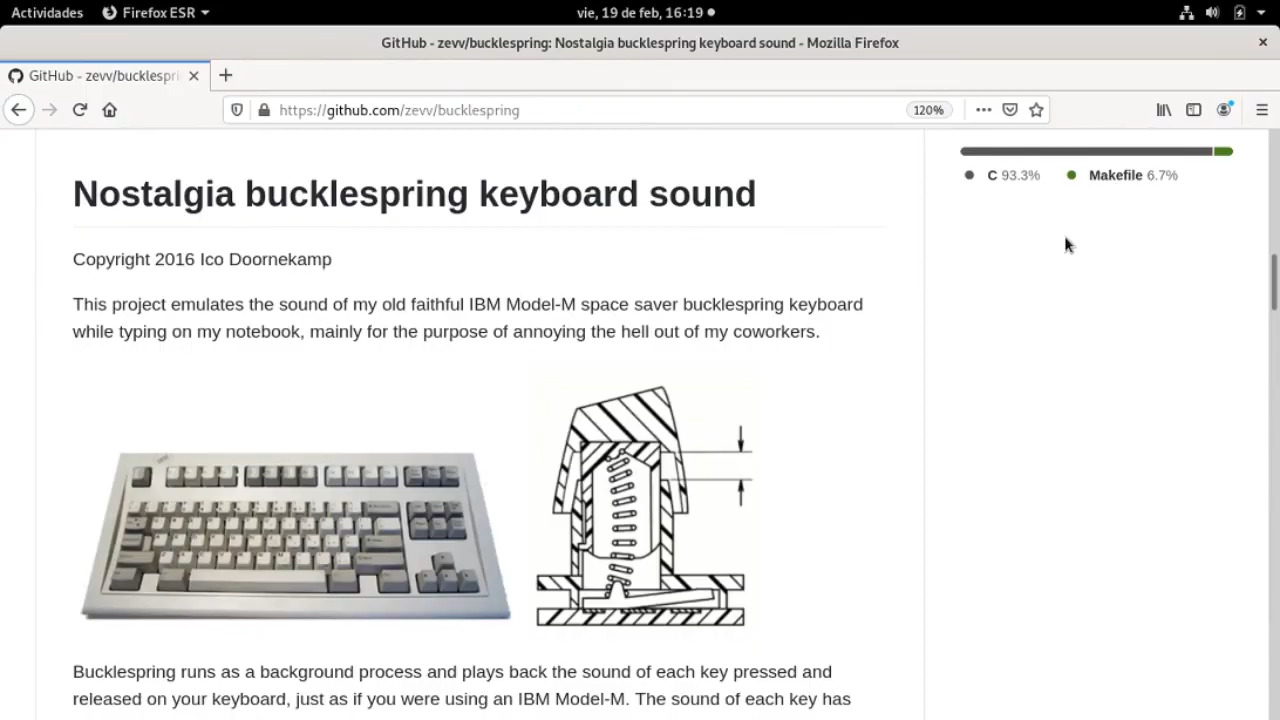 Actividades Firefox ESR vie, 19 de feb, 16:19
GitHub - zevv/bucklespring: Nostalgia bucklespring keyboard sound - Mozilla Firefox
GitHub - zevv/bucklespri
https://github.com/zevv/bucklespring 120%
C 93.3% Makefile 6.7%
Nostalgia bucklespring keyboard sound
Copyright 2016 Ico Doornekamp
This project emulates the sound of my old faithful IBM Model-M space saver bucklespring keyboard
while typing on my notebook, mainly for the purpose of annoying the hell out of my coworkers.
Bucklespring runs as a background process and plays back the sound of each key pressed and
released on your keyboard, just as if you were using an IBM Model-M. The sound of each key has